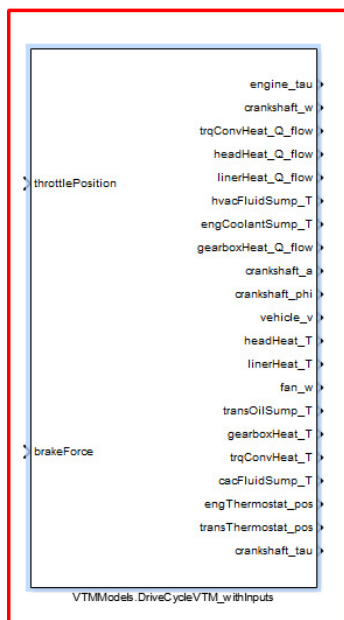 engine_tau
crankshaft_w
trqConvHeat_Q_flow
headHeat_Q_flow
throttlePosition
linerHeat_Q_flow
hvacFluidSump_T
engCoolantSump_T
gearboxHeat_Q_flow
crankshaft_a
crankshaft_phi
vehicle_v
headHeat_T
linerHeat_T
fan_w
transOilSump_T
gearboxHeat_T
brakeForce
trqConvHeat_T
cacFluidSump_T
engThermostat_pos
transThermostat_pos
crankshaft_tau
VTMModels.DriveCycleVTM_withInputs